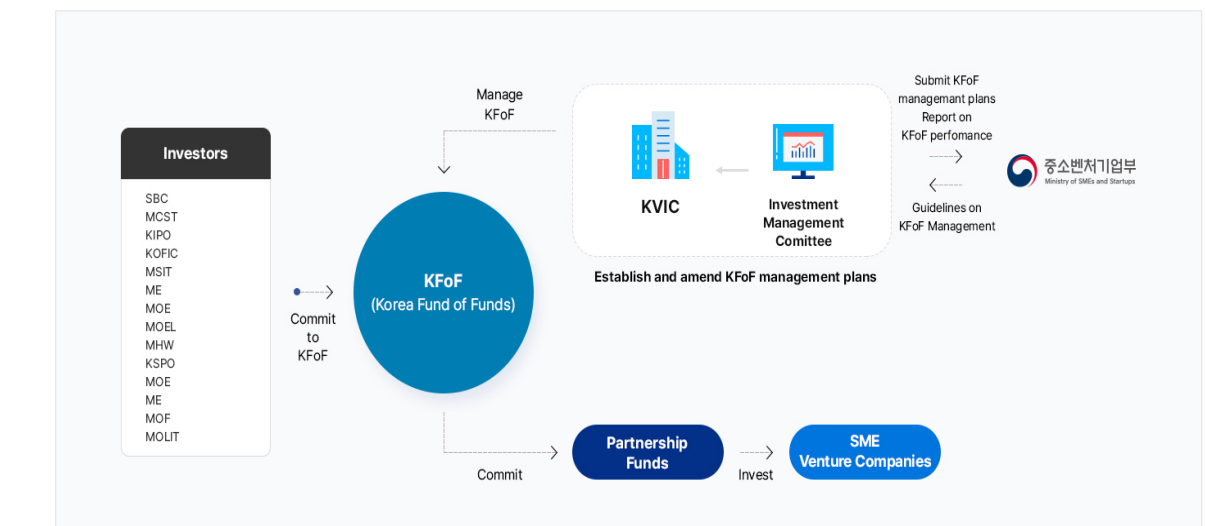 Investors
SBC
MCST
KIPO
KOFIC
MSIT
ME
MOE
MOEL
MHW
KSPO
MOE
ME
MOF
MOLIT
Commit
to
KFoF
Manage
KFoF
KFoF
(Korea Fund of Funds)
KVIC
Investment
Management
Comittee
Establish and amend KFoF management plans
Submit KFoF
managemant plans
Report on
KFoF perfomance
Guidelines on
KFoF Management
중소벤처기업부
Ministry of SMEs and Startups
Commit
Partnership
Funds
Invest
SME
Venture Companies